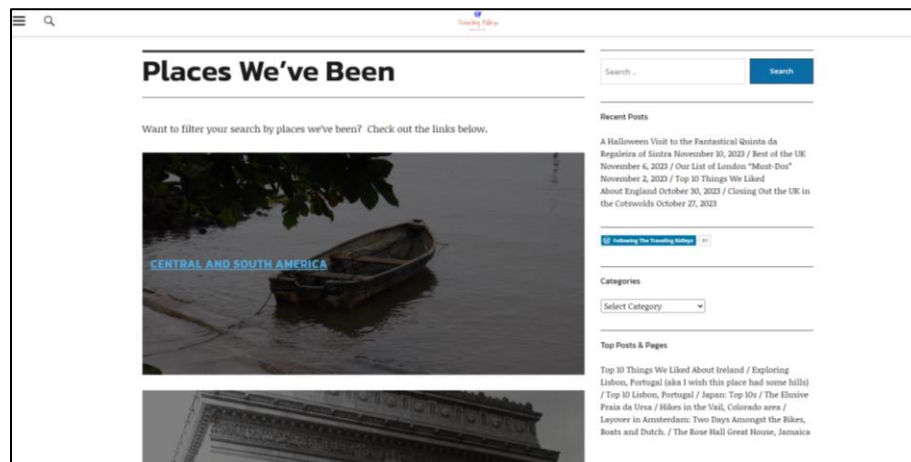 Traveling Ridleys
Places We've Been
Want to filter your search by places we've been? Check out the links below.
CENTRAL AND SOUTH AMERICA
Search …
Search
Recent Posts
A Halloween Visit to the Fantastical Quinta da
Regaleira of Sintra November 10, 2023 / Best of the UK
November 6, 2023 / Our List of London “Must-Dos”
November 2, 2023 / Top 10 Things We Liked
About England October 30, 2023 / Closing Out the UK in
the Cotswolds October 27, 2023
Following The Traveling Ridleys
Categories
Select Category
Top Posts & Pages
Top 10 Things We Liked About Ireland / Exploring
Lisbon, Portugal (aka I wish this place had some hills)
/ Top 10 Lisbon, Portugal / Japan: Top 10s / The Elusive
Praia da Ursa / Hikes in the Vail, Colorado area /
Layover in Amsterdam: Two Days Amongst the Bikes,
Boats and Dutch. / The Rose Hall Great House, Jamaica